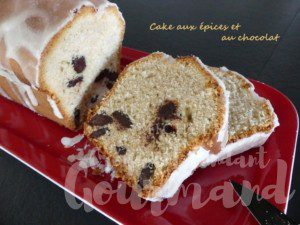 Cake aux épices et
au chocolat
Gourmand